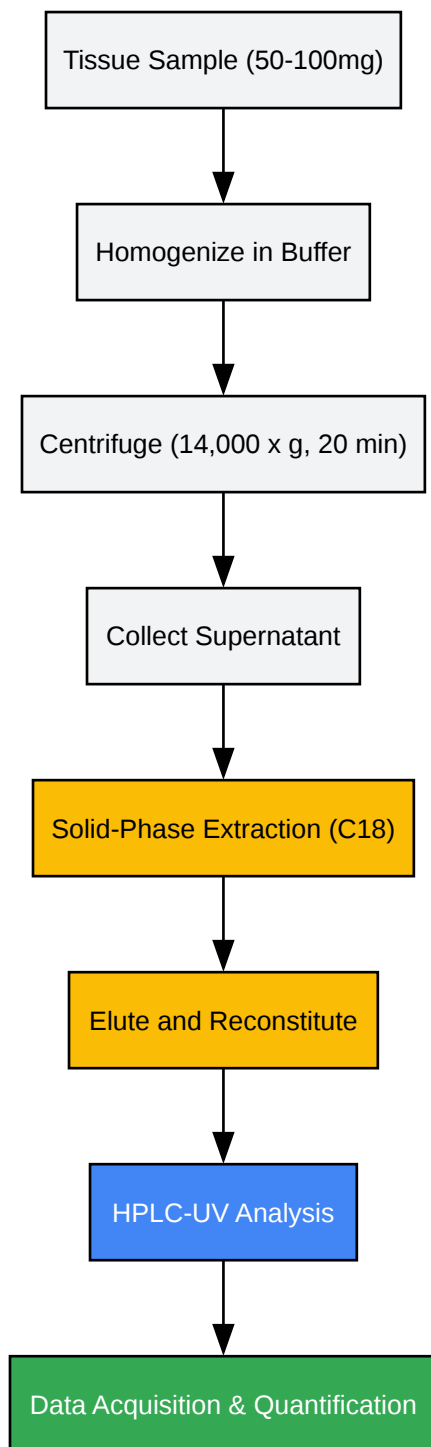 Tissue Sample (50-100mg)
Homogenize in Buffer
Centrifuge (14,000 x g, 20 min)
Collect Supernatant
Solid-Phase Extraction (C18)
Elute and Reconstitute
HPLC-UV Analysis
Data Acquisition & Quantification